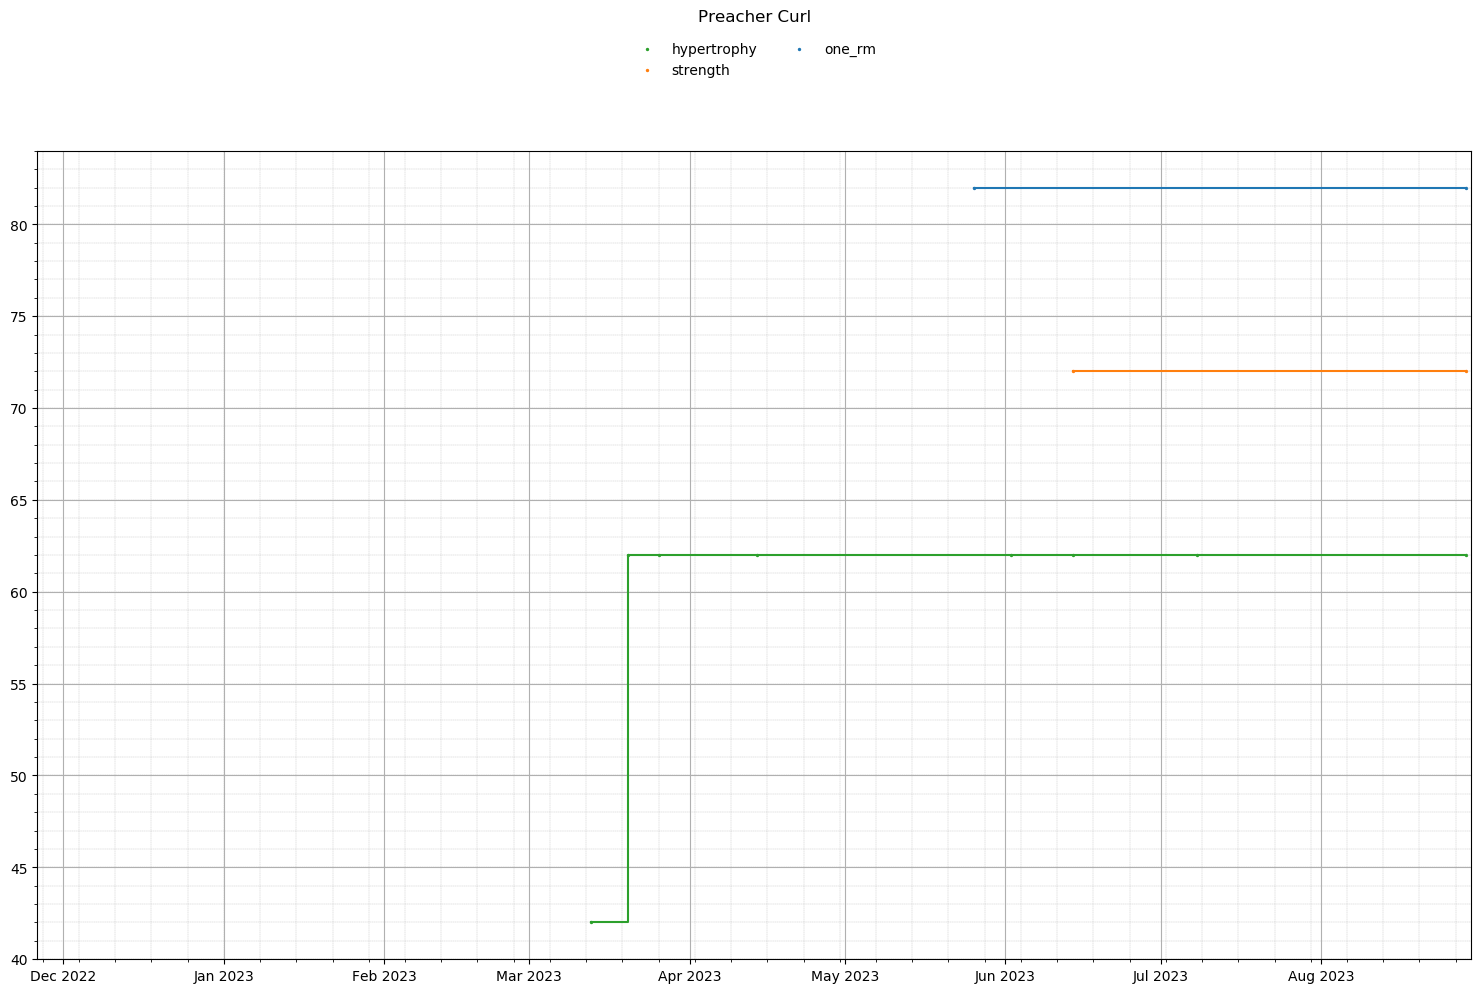 Preacher Curl
hypertrophy
strength
one_rm
80
75
70
65
60
55
50
45
40
Dec 2022
Jan 2023
Feb 2023
Mar 2023
Apr 2023
May 2023
Jun 2023
Jul 2023
Aug 2023